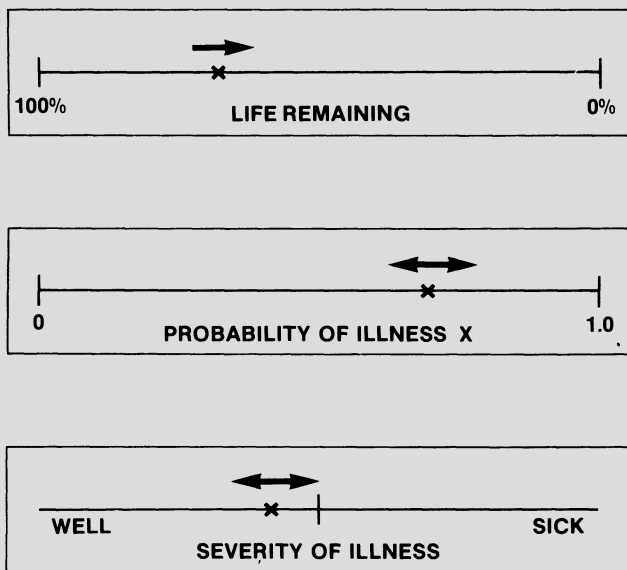 100% 0%
LIFE REMAINING
0 1.0
PROBABILITY OF ILLNESS X
WELL SICK
SEVERITY OF ILLNESS